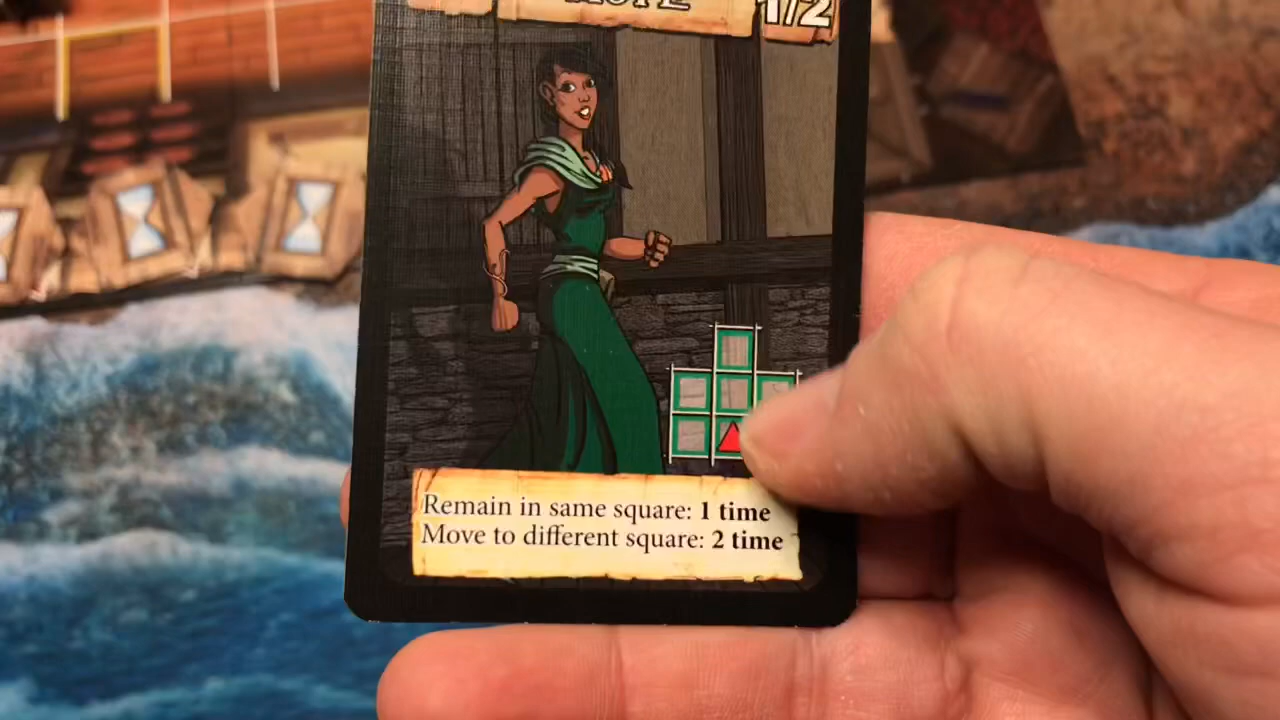 1/2
Remain in same square: 1 time
Move to different square: 2 time